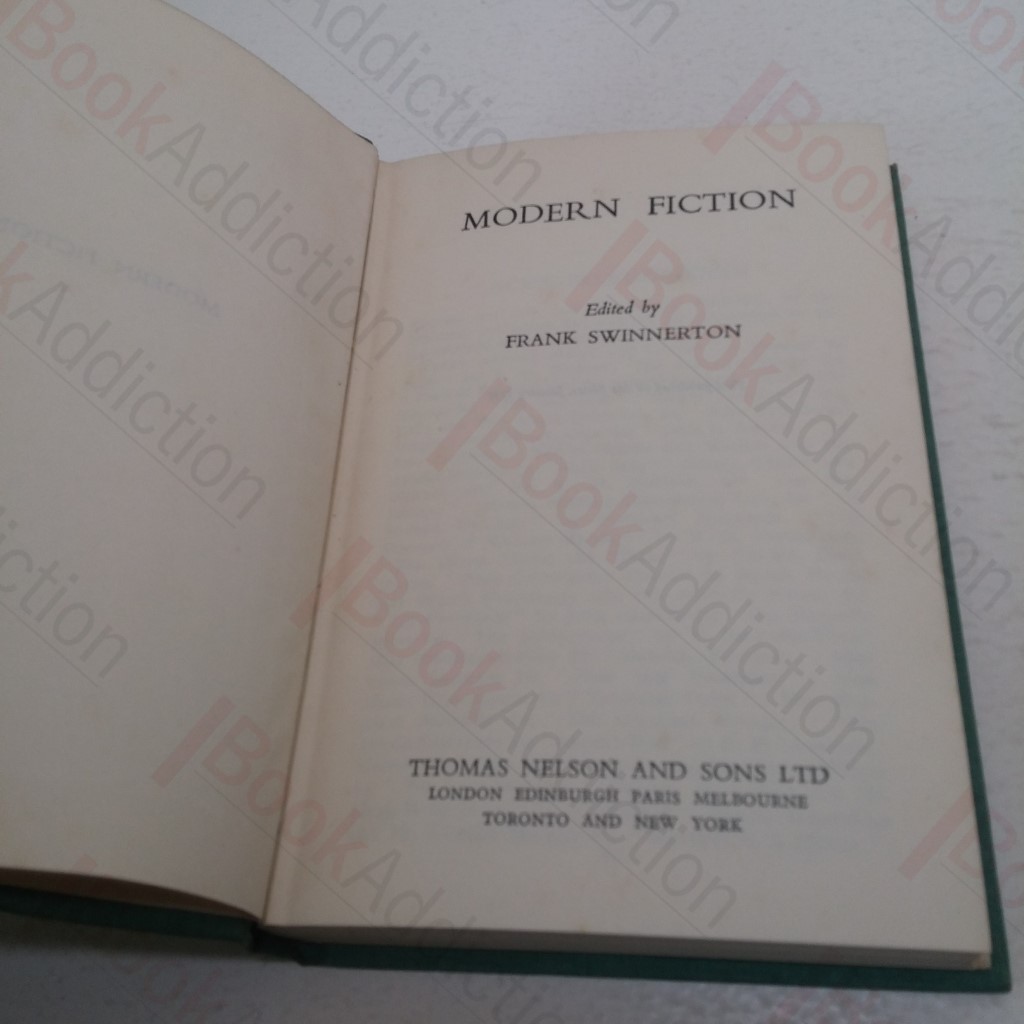 MODERN FICTION
Edited by
FRANK SWINNERTON
THOMAS NELSON AND SONS LTD
LONDON EDINBURGH PARIS MELBOURNE
TORONTO AND NEW YORK
BookAddiction